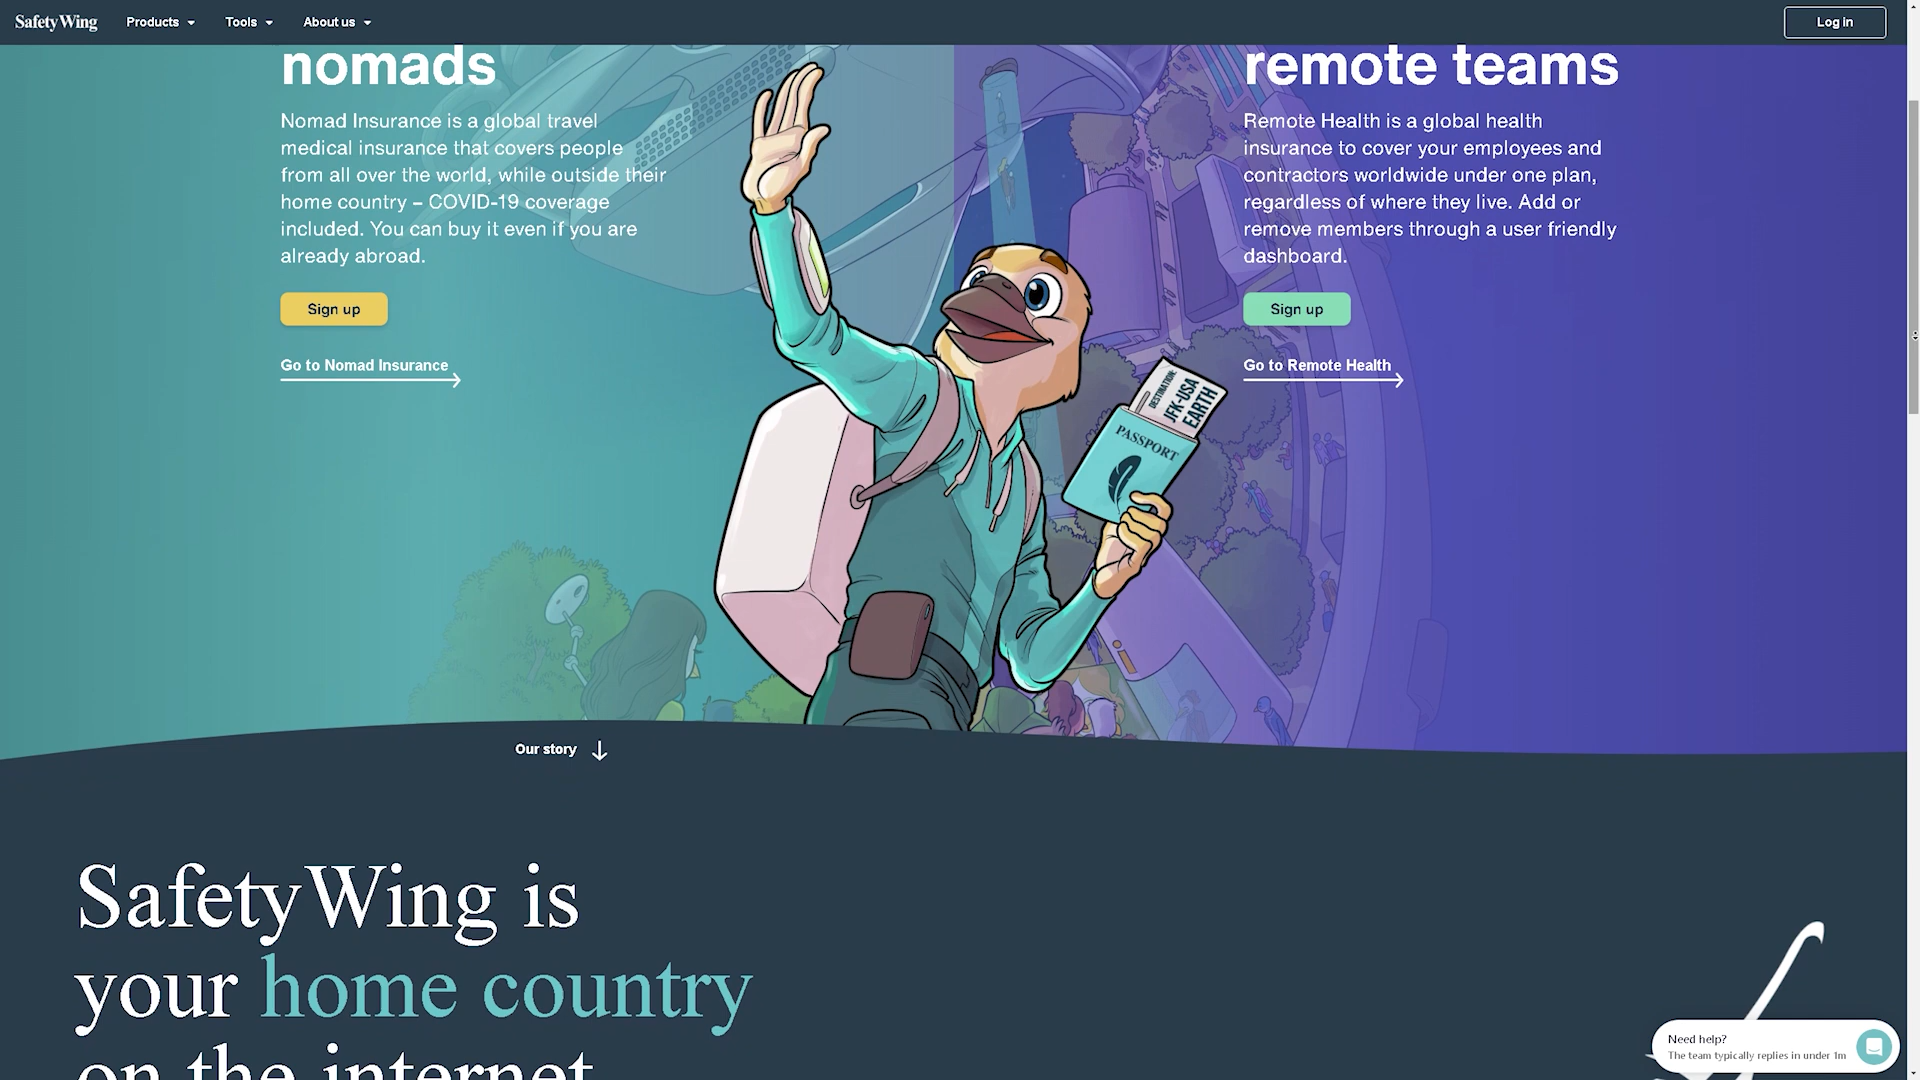 SafetyWing
Products
Tools
About us
Log in
nomads
Nomad Insurance is a global travel
medical insurance that covers people
from all over the world, while outside their
home country – COVID-19 coverage
included. You can buy it even if you are
already abroad.
Sign up
Go to Nomad Insurance
remote teams
Remote Health is a global health
insurance to cover your employees and
contractors worldwide under one plan,
regardless of where they live. Add or
remove members through a user friendly
dashboard.
Sign up
Go to Remote Health
DESTINATION:
JFK-USA
EARTH
PASSPORT
Our story
SafetyWing is
your home country
on the internet
Need help?
The team typically replies in under 1m